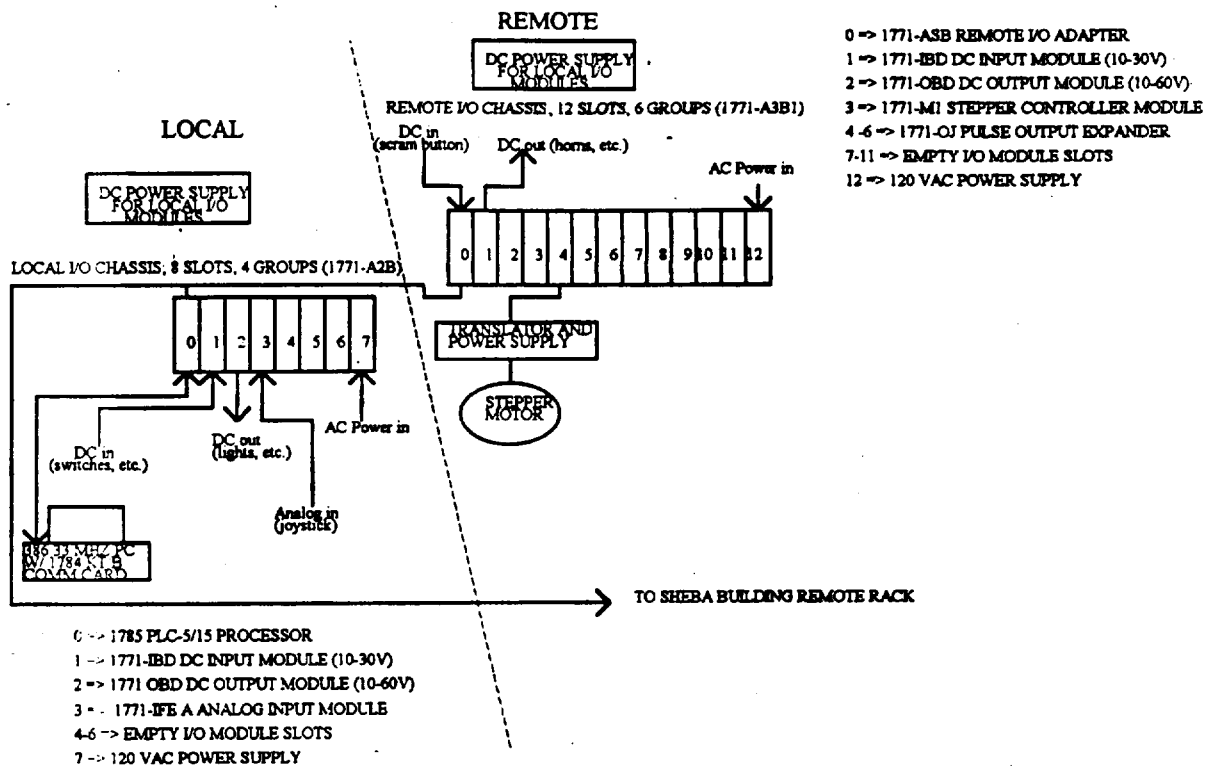 REMOTE
DC POWER SUPPLY
FOR LOCAL I/O
MODULES
REMOTE I/O CHASSIS, 12 SLOTS, 6 GROUPS (1771-A3B1)
DC in
(scram button)
DC out (horns, etc.)
AC Power in
0 1 2 3 4 5 6 7 8 9 10 11 12
0 => 1771-ASB REMOTE I/O ADAPTER
1 => 1771-IBD DC INPUT MODULE (10-30V)
2 => 1771-OBD DC OUTPUT MODULE (10-60V)
3 => 1771-M1 STEPPER CONTROLLER MODULE
4 -6 => 1771-OJ PULSE OUTPUT EXPANDER
7-11 => EMPTY I/O MODULE SLOTS
12 => 120 VAC POWER SUPPLY
LOCAL
DC POWER SUPPLY
FOR LOCAL I/O
MODULES
LOCAL I/O CHASSIS, 8 SLOTS, 4 GROUPS (1771-A2B)
0 1 2 3 4 5 6 7
TRANSLATOR AND
POWER SUPPLY
STEPPER
MOTOR
DC in
(switches, etc.)
DC out
(lights, etc.)
AC Power in
Analog in
(joystick)
386 33 MHZ PC
W/ 1784 KT B
COMM CARD
TO SHEBA BUILDING REMOTE RACK
0 -> 1785 PLC-5/15 PROCESSOR
1 -> 1771-IBD DC INPUT MODULE (10-30V)
2 => 1771 OBD DC OUTPUT MODULE (10-60V)
3 = - 1771-IFE A ANALOG INPUT MODULE
4-6 -> EMPTY I/O MODULE SLOTS
7 -> 120 VAC POWER SUPPLY